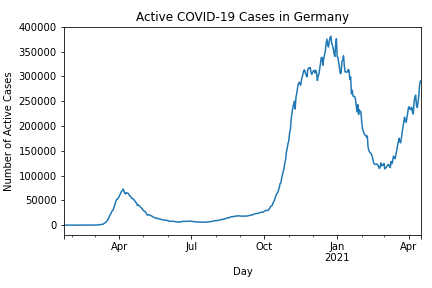 Active COVID-19 Cases in Germany
400000
350000
300000
250000
200000
150000
100000
50000
0
Number of Active Cases
Apr
Jul
Oct
Jan
2021
Apr
Day